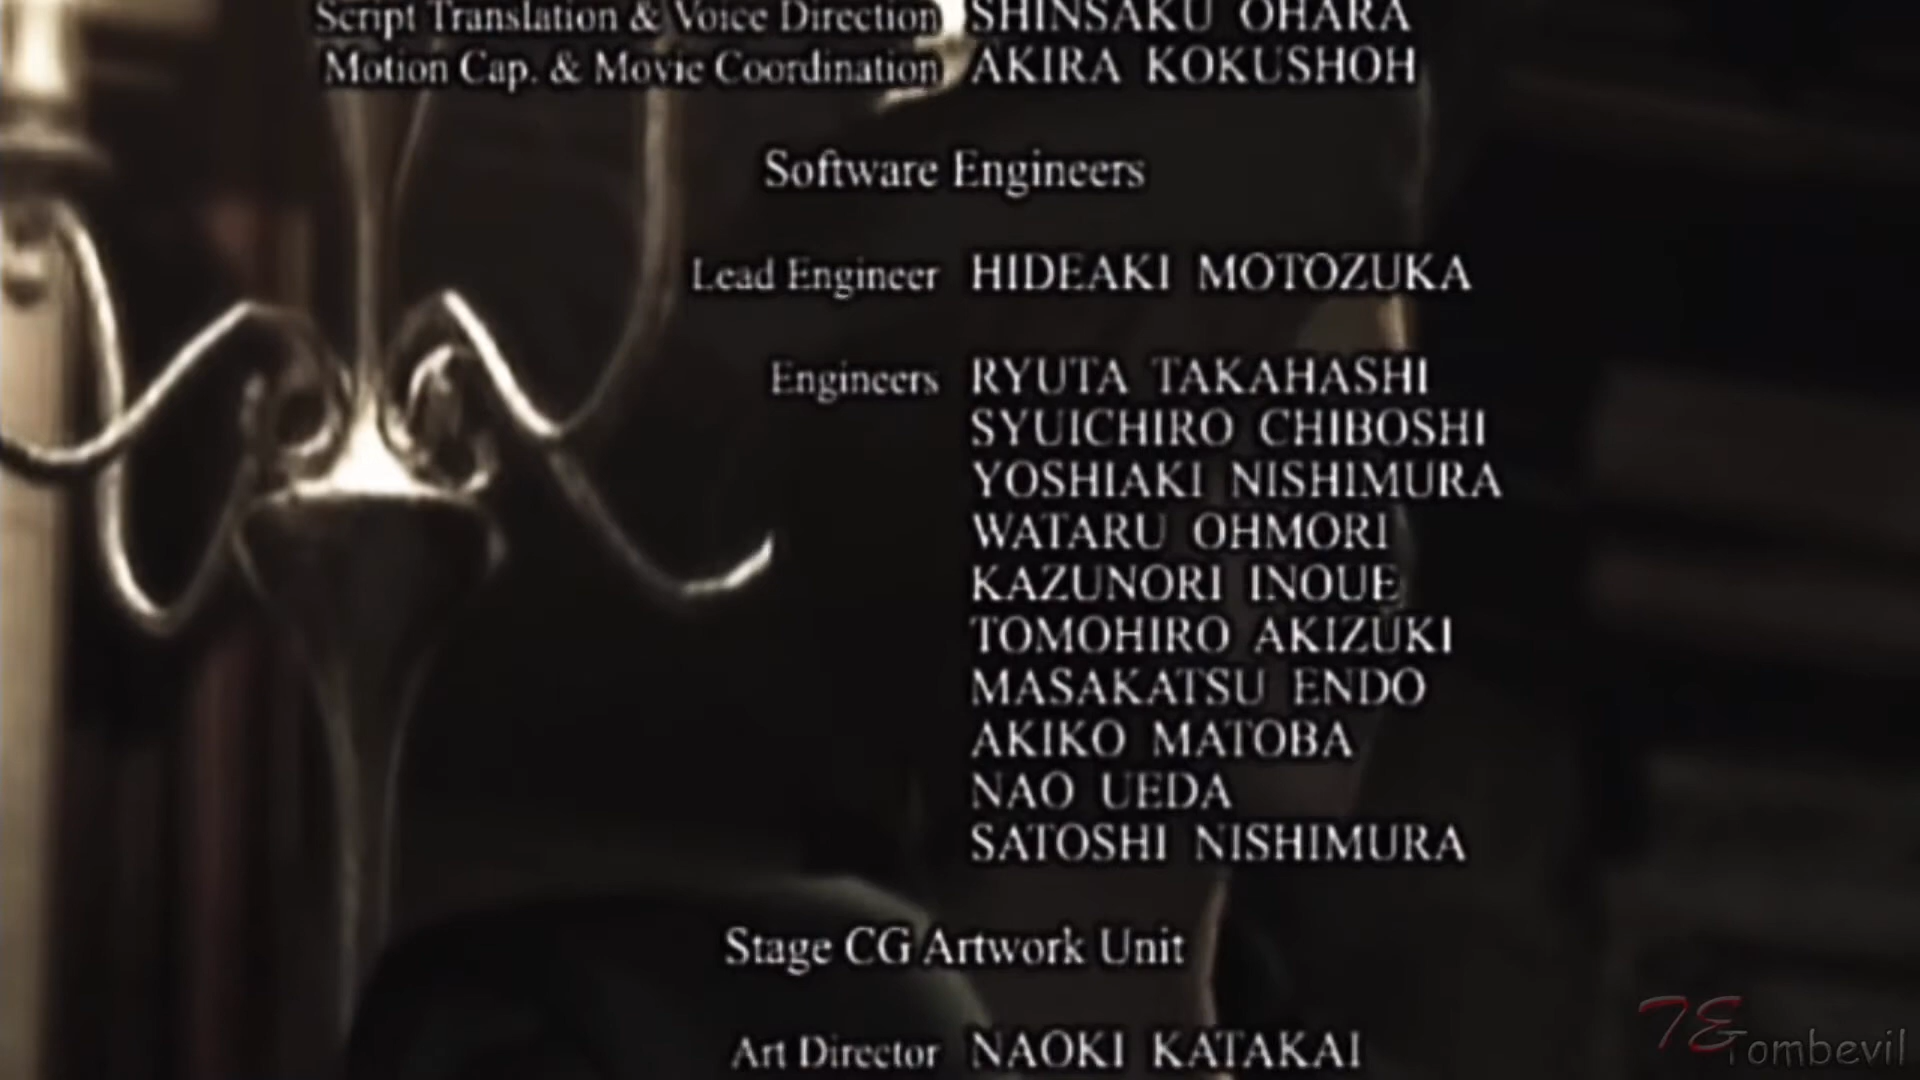 Script Translation & Voice Direction SHINSAKU OHARA
Motion Cap. & Movie Coordination AKIRA KOKUSHOH
Software Engineers
Lead Engineer HIDEAKI MOTOZUKA
Engineers RYUTA TAKAHASHI
SYUICHIRO CHIBOSHI
YOSHIAKI NISHIMURA
WATARU OHMORI
KAZUNORI INOUE
TOMOHIRO AKIZUKI
MASAKATSU ENDO
AKIKO MATOBA
NAO UEDA
SATOSHI NISHIMURA
Stage CG Artwork Unit
Art Director NAOKI KATAKAI
TE Tombevil